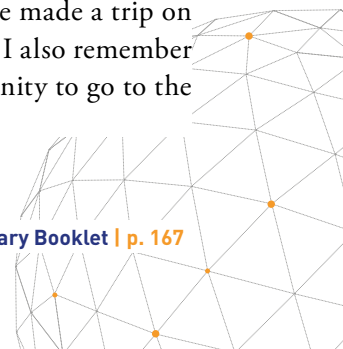 e made a trip on
I also remember
nity to go to the
ary Booklet | p. 167